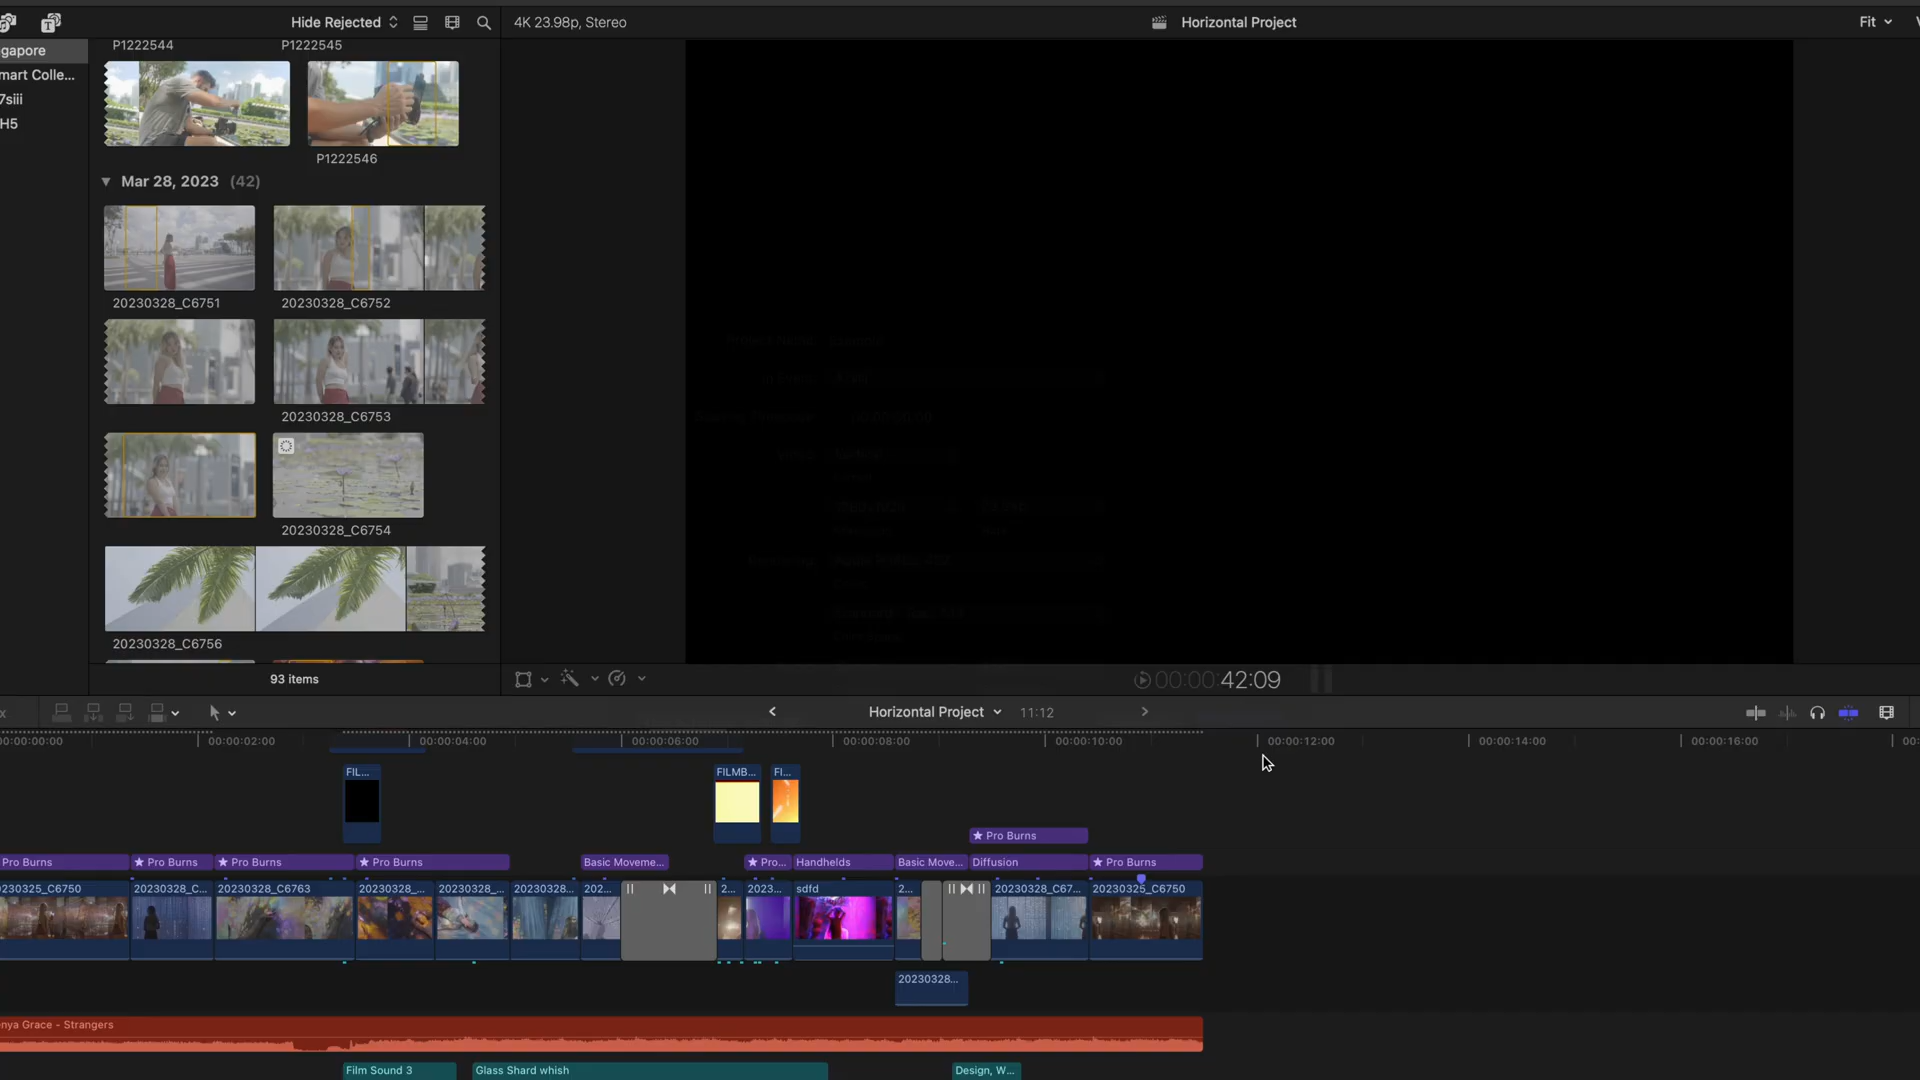 Hide Rejected
4K 23.98p, Stereo
Horizontal Project
Fit
gapore
mart Colle...
7siii
H5
P1222544
P1222545
P1222546
Mar 28, 2023 (42)
20230328_C6751
20230328_C6752
20230328_C6753
20230328_C6754
20230328_C6756
93 items
00:00:42:09
x
Horizontal Project
11:12
00:00:00:00
00:00:02:00
00:00:04:00
00:00:06:00
00:00:08:00
00:00:10:00
00:00:12:00
00:00:14:00
00:00:16:00
00:
FIL...
FILMB...
FI...
Pro Burns
Pro Burns
Pro Burns
Pro Burns
Pro Burns
Basic Moveme...
Pro...
Handhelds
Basic Move...
Diffusion
Pro Burns
0230325_C6750
20230328_C...
20230328_C6763
20230328_...
20230328_...
20230328...
202...
2...
2023...
sdfd
2...
20230328_C67...
20230325_C6750
20230328...
enya Grace - Strangers
Film Sound 3
Glass Shard whish
Design, W...